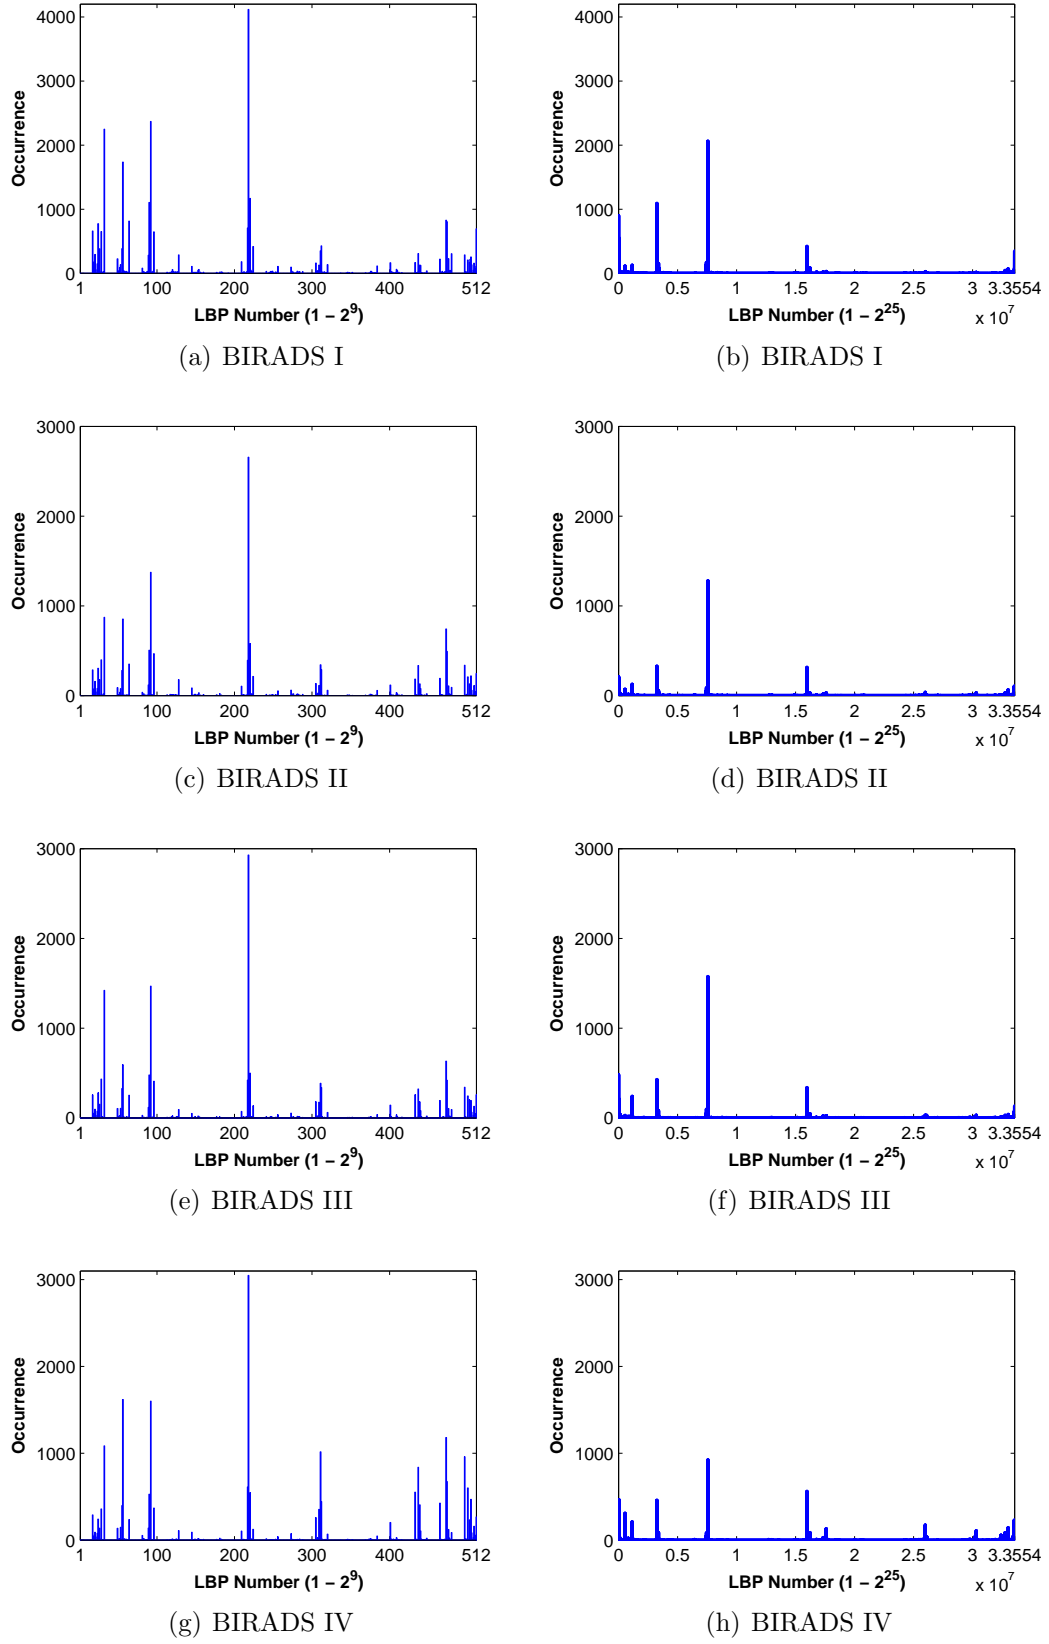 Occurrence
4000
3000
2000
1000
0
1 100 200 300 400 512
LBP Number (1 − 2^9)
(a) BIRADS I
Occurrence
4000
3000
2000
1000
0
0 0.5 1 1.5 2 2.5 3 3.3554
LBP Number (1 − 2^25) x 10^7
(b) BIRADS I
Occurrence
3000
2000
1000
0
1 100 200 300 400 512
LBP Number (1 − 2^9)
(c) BIRADS II
Occurrence
3000
2000
1000
0
0 0.5 1 1.5 2 2.5 3 3.3554
LBP Number (1 − 2^25) x 10^7
(d) BIRADS II
Occurrence
3000
2000
1000
0
1 100 200 300 400 512
LBP Number (1 − 2^9)
(e) BIRADS III
Occurrence
3000
2000
1000
0
0 0.5 1 1.5 2 2.5 3 3.3554
LBP Number (1 − 2^25) x 10^7
(f) BIRADS III
Occurrence
3000
2000
1000
0
1 100 200 300 400 512
LBP Number (1 − 2^9)
(g) BIRADS IV
Occurrence
3000
2000
1000
0
0 0.5 1 1.5 2 2.5 3 3.3554
LBP Number (1 − 2^25) x 10^7
(h) BIRADS IV